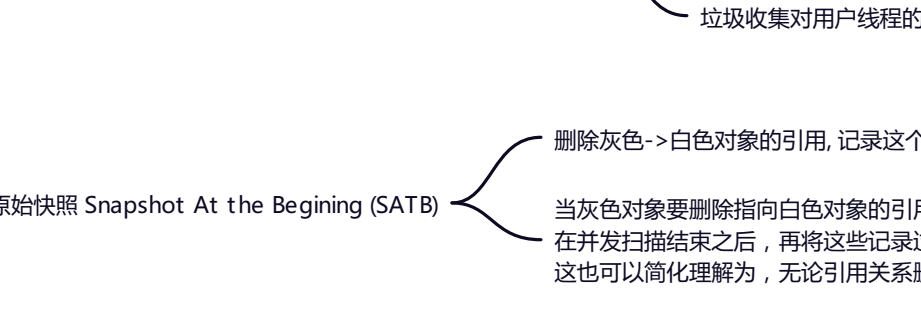 垃圾收集对用户线程的
删除灰色->白色对象的引用, 记录这个
原始快照 Snapshot At the Begining (SATB)
当灰色对象要删除指向白色对象的引用
在并发扫描结束之后，再将这些记录过
这也可以简化理解为，无论引用关系删